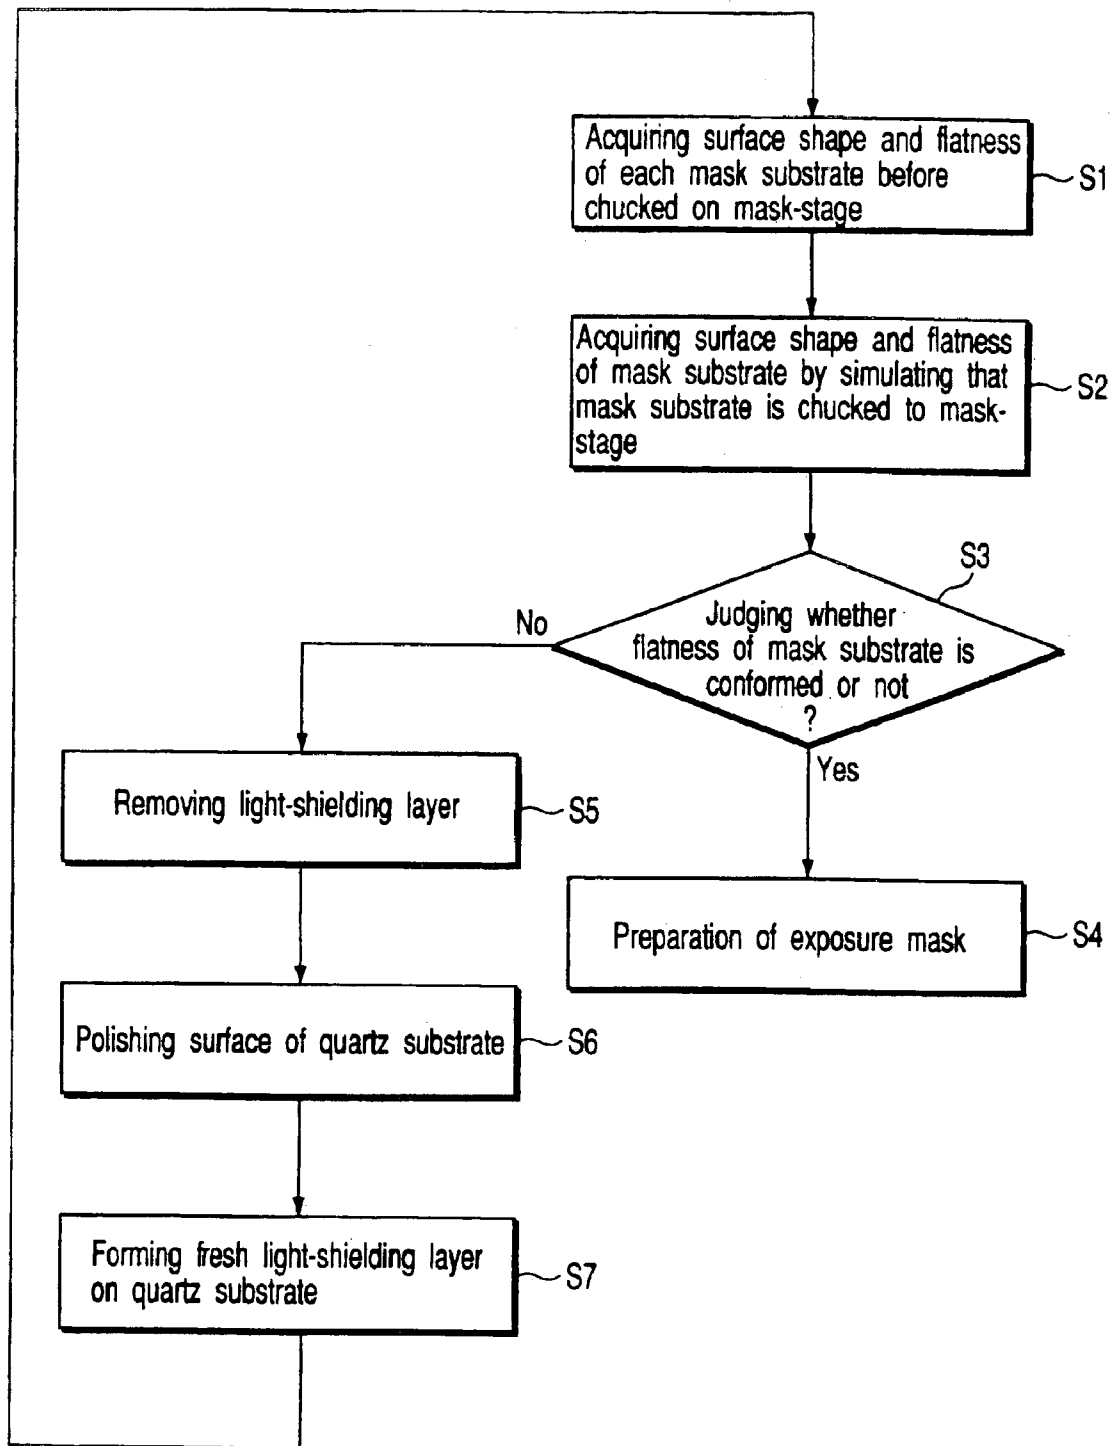 Acquiring surface shape and flatness
of each mask substrate before
chucked on mask-stage
S1
Acquiring surface shape and flatness
of mask substrate by simulating that
mask substrate is chucked to mask-
stage
S2
S3
Judging whether
flatness of mask substrate is
conformed or not
?
No
Yes
Removing light-shielding layer
S5
Preparation of exposure mask
S4
Polishing surface of quartz substrate
S6
Forming fresh light-shielding layer
on quartz substrate
S7